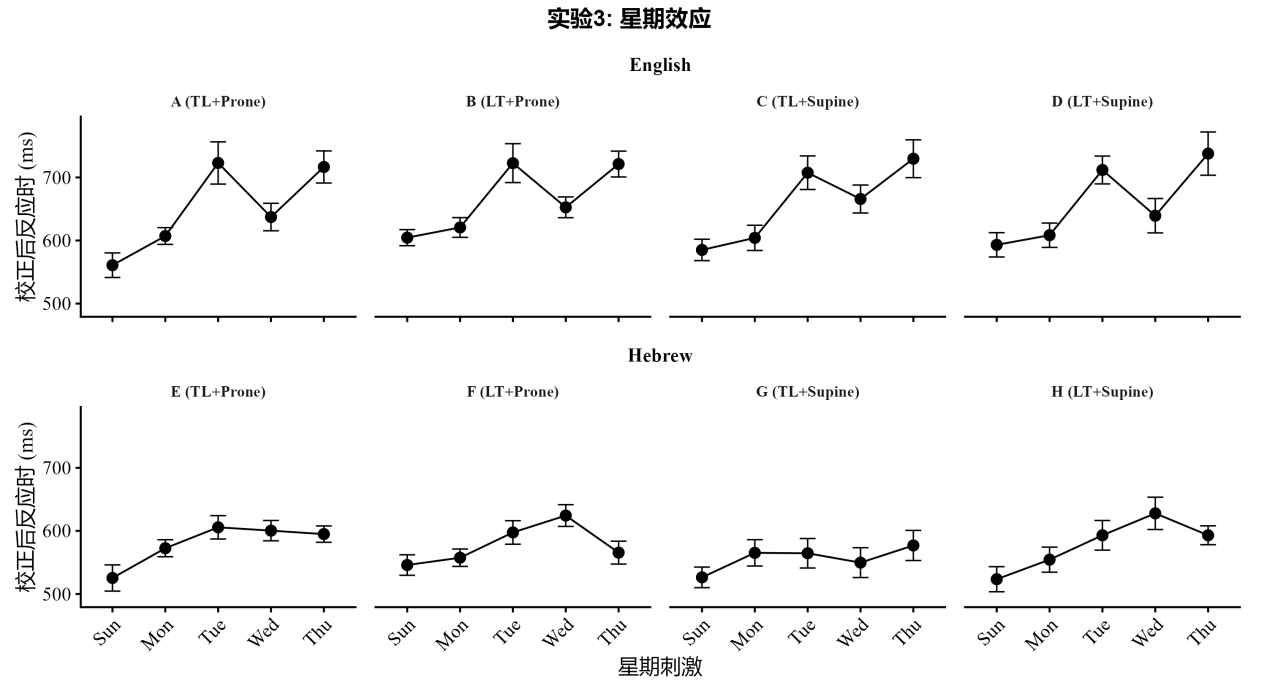 实验3: 星期效应
English
A (TL+Prone) B (LT+Prone) C (TL+Supine) D (LT+Supine)
校正后反应时 (ms)
700
600
500
Hebrew
E (TL+Prone) F (LT+Prone) G (TL+Supine) H (LT+Supine)
校正后反应时 (ms)
700
600
500
Sun Mon Tue Wed Thu Sun Mon Tue Wed Thu Sun Mon Tue Wed Thu Sun Mon Tue Wed Thu
星期刺激